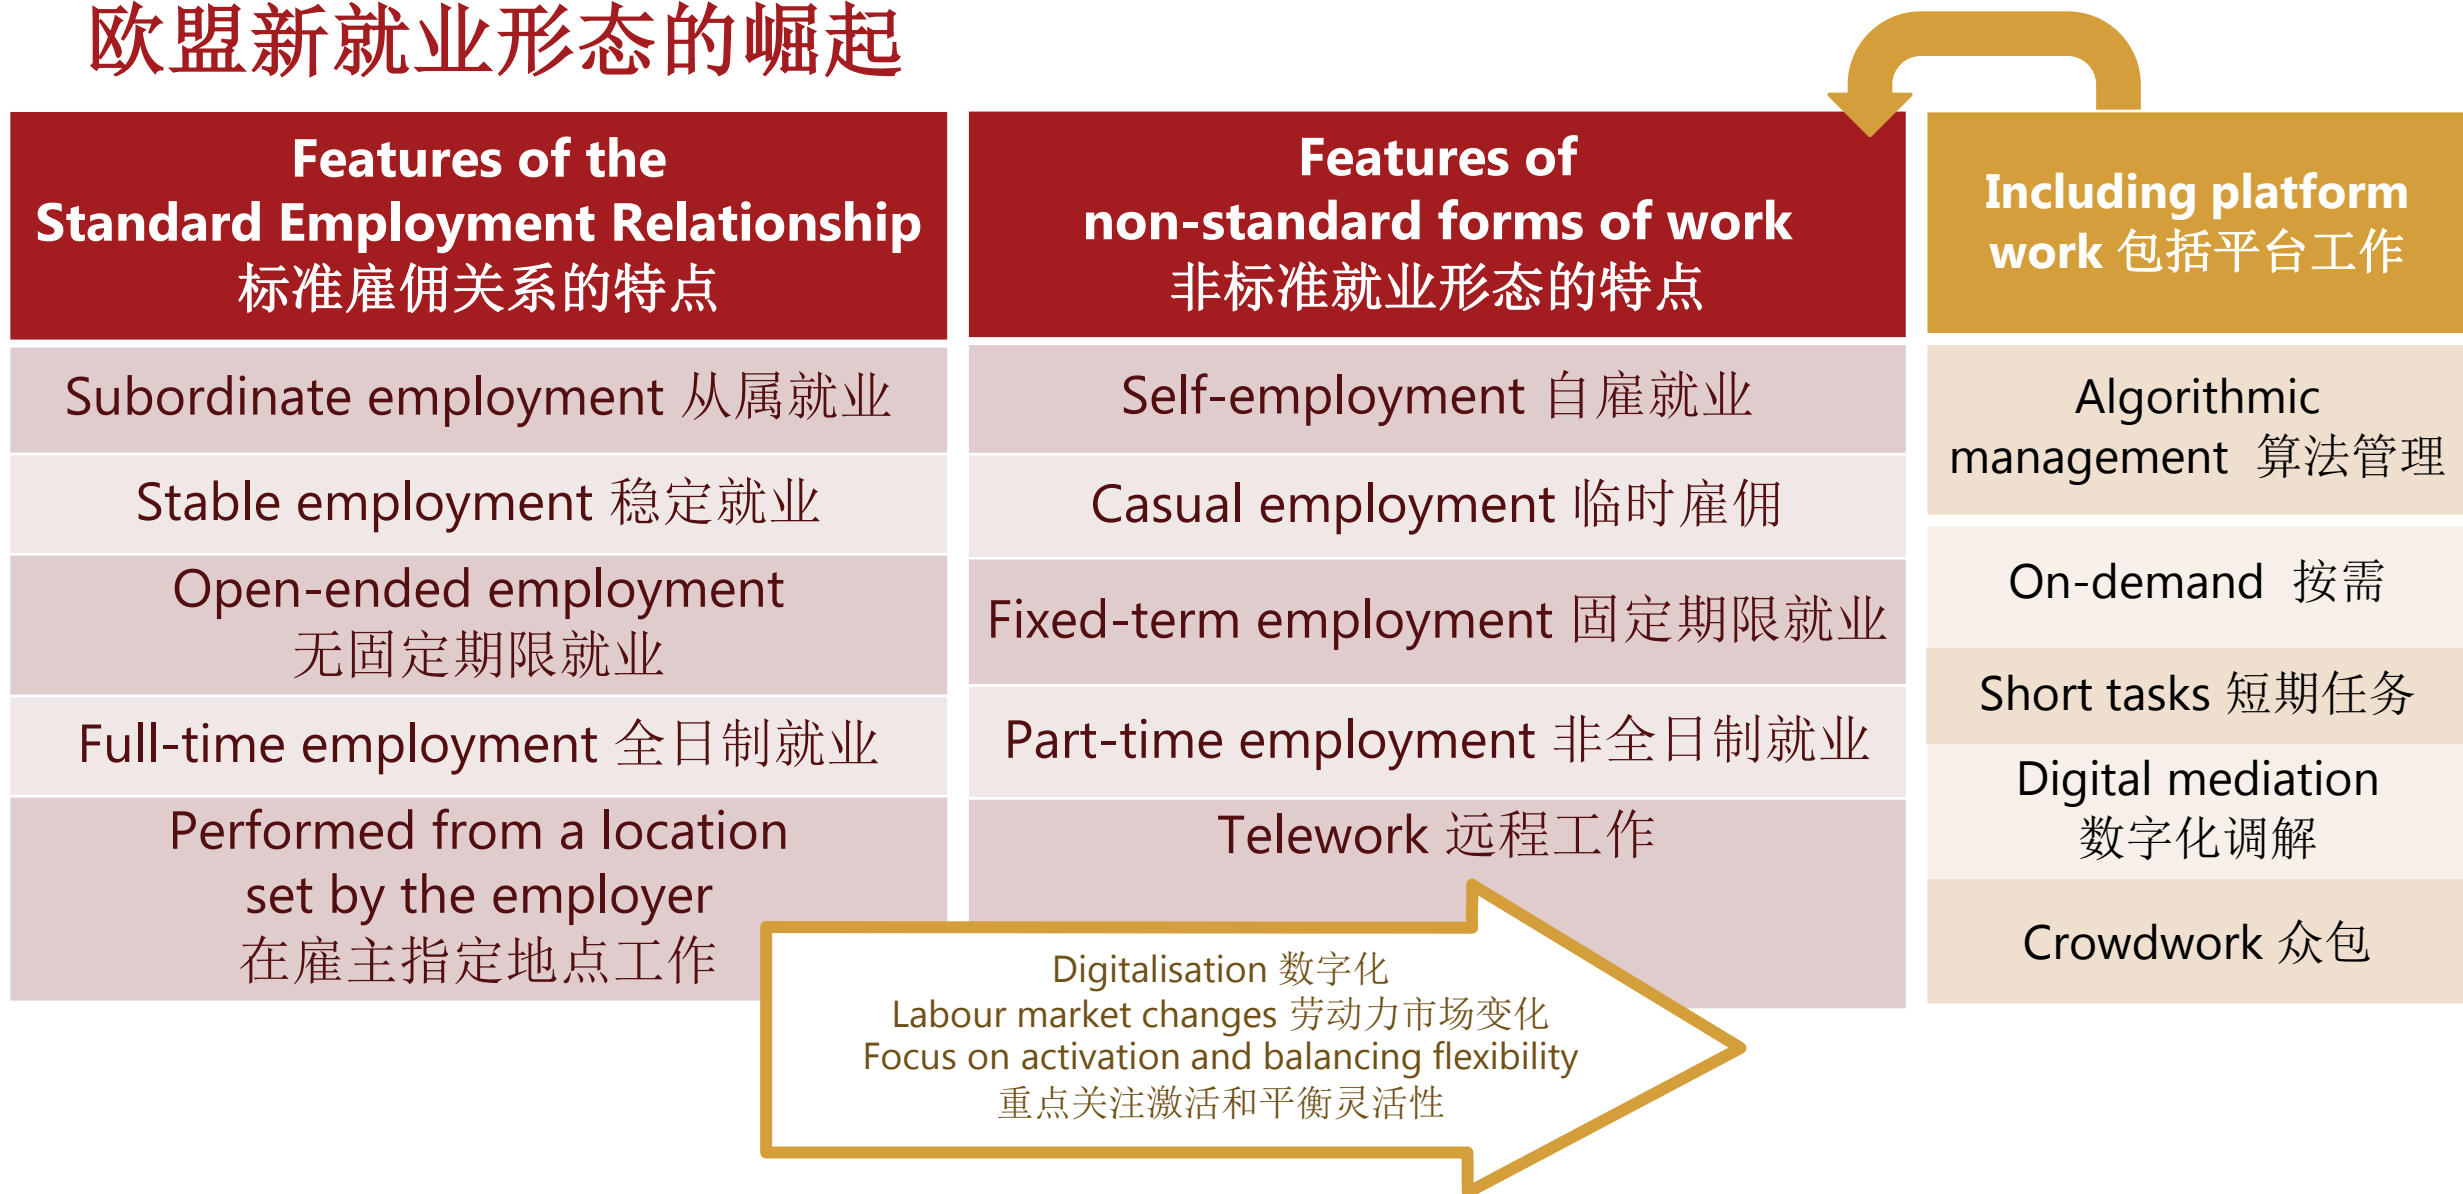 欧盟新就业形态的崛起
Features of the
Standard Employment Relationship
标准雇佣关系的特点
Subordinate employment 从属就业
Stable employment 稳定就业
Open-ended employment
无固定期限就业
Full-time employment 全日制就业
Performed from a location
set by the employer
在雇主指定地点工作
Features of
non-standard forms of work
非标准就业形态的特点
Self-employment 自雇就业
Casual employment 临时雇佣
Fixed-term employment 固定期限就业
Part-time employment 非全日制就业
Telework 远程工作
Including platform
work 包括平台工作
Algorithmic
management 算法管理
On-demand 按需
Short tasks 短期任务
Digital mediation
数字化调解
Crowdwork 众包
Digitalisation 数字化
Labour market changes 劳动力市场变化
Focus on activation and balancing flexibility
重点关注激活和平衡灵活性